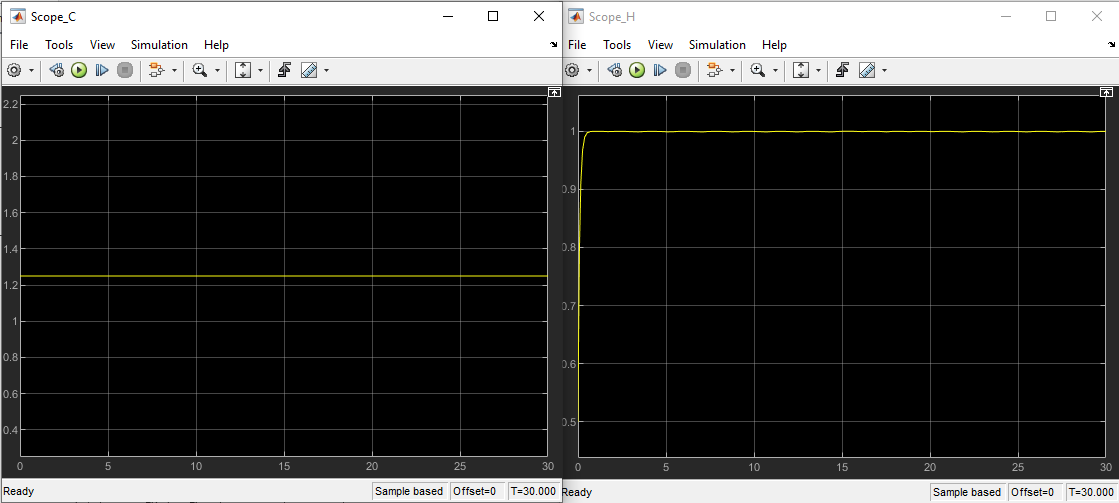 Scope_C
File Tools View Simulation Help
2.2
2
1.8
1.6
1.4
1.2
1
0.8
0.6
0.4
0 5 10 15 20 25 30
Ready Sample based Offset=0 T=30.000
Scope_H
File Tools View Simulation Help
1
0.9
0.8
0.7
0.6
0.5
0 5 10 15 20 25 30
Ready Sample based Offset=0 T=30.000